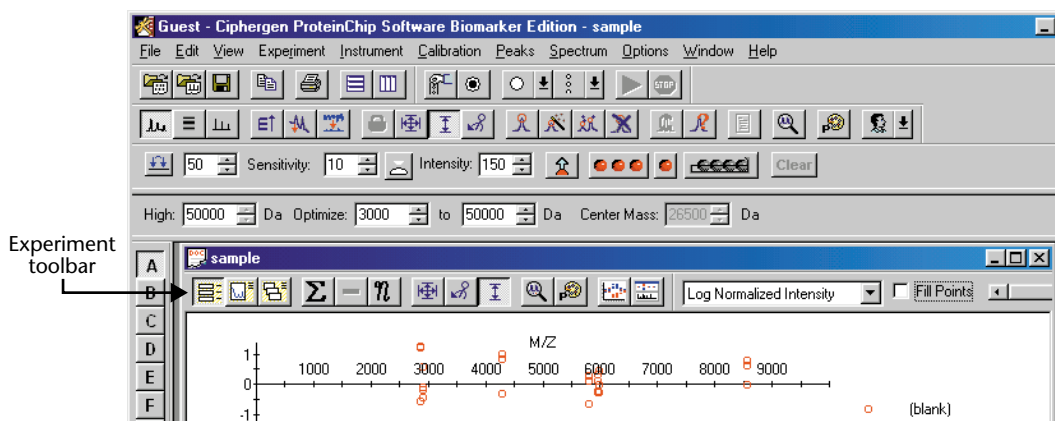 Guest - Ciphergen ProteinChip Software Biomarker Edition - sample
File Edit View Experiment Instrument Calibration Peaks Spectrum Options Window Help
STOP
50 Sensitivity: 10 Intensity: 150 Clear
High: 50000 Da Optimize: 3000 to 50000 Da Center Mass: 26500 Da
Experiment
toolbar
A
B
C
D
E
F
DOC sample
Σ n Log Normalized Intensity Fill Points
M/Z
1000 2000 3000 4000 5000 6000 7000 8000 9000
1
0
-1
(blank)